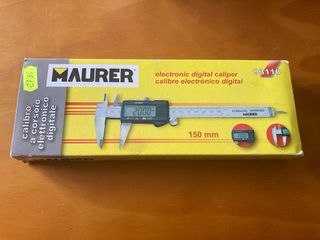 MAURER
electronic digital caliper
calibre electrónico digital
calibro
a corsoio
elettronico
digitale
150 mm
MAURER